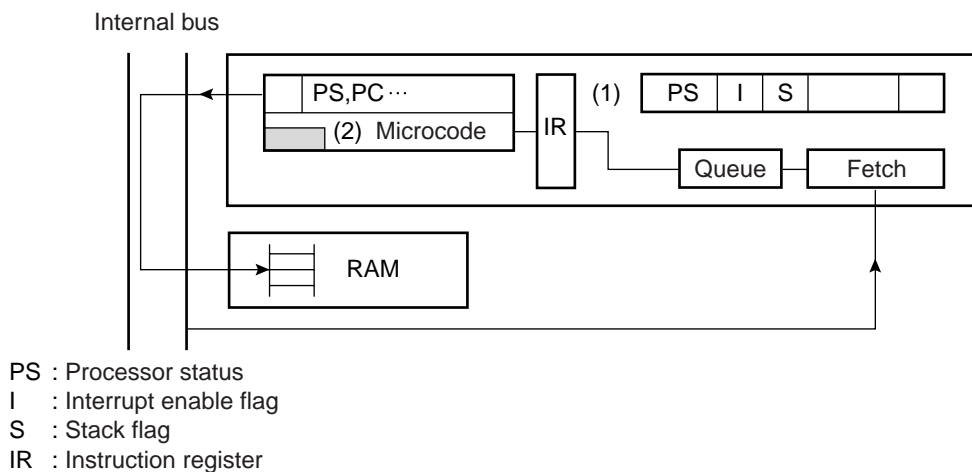 Internal bus
PS,PC ···
(1)
PS I S
(2) Microcode
IR
Queue
Fetch
RAM
PS : Processor status
I : Interrupt enable flag
S : Stack flag
IR : Instruction register